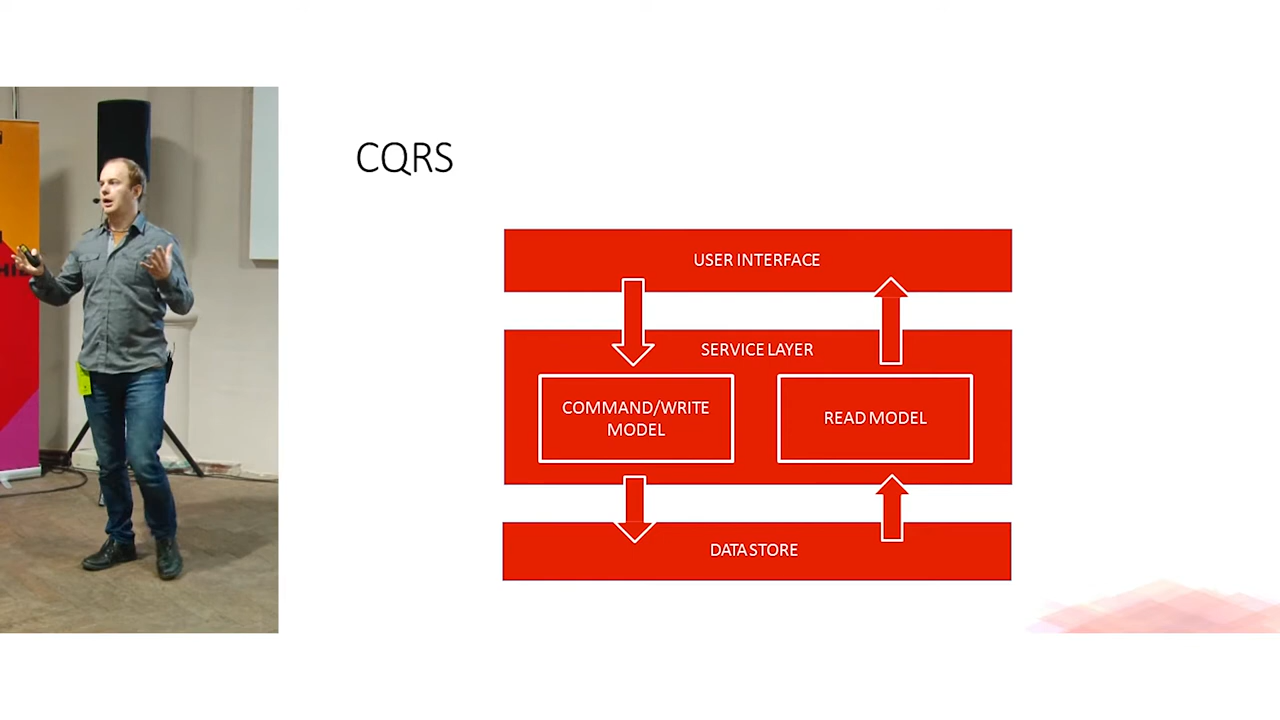 CQRS
USER INTERFACE
SERVICE LAYER
COMMAND/WRITE
MODEL
READ MODEL
DATA STORE